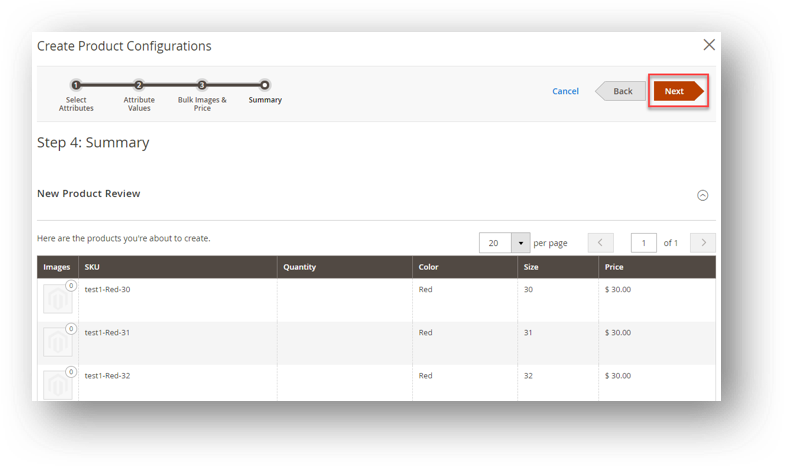 Create Product Configurations
1 2 3
Select Attributes
Attribute Values
Bulk Images & Price
Summary
Cancel
Back
Next
Step 4: Summary
New Product Review
Here are the products you're about to create.
20 per page 1 of 1
Images SKU Quantity Color Size Price
0 test1-Red-30 Red 30 $ 30.00
0 test1-Red-31 Red 31 $ 30.00
0 test1-Red-32 Red 32 $ 30.00